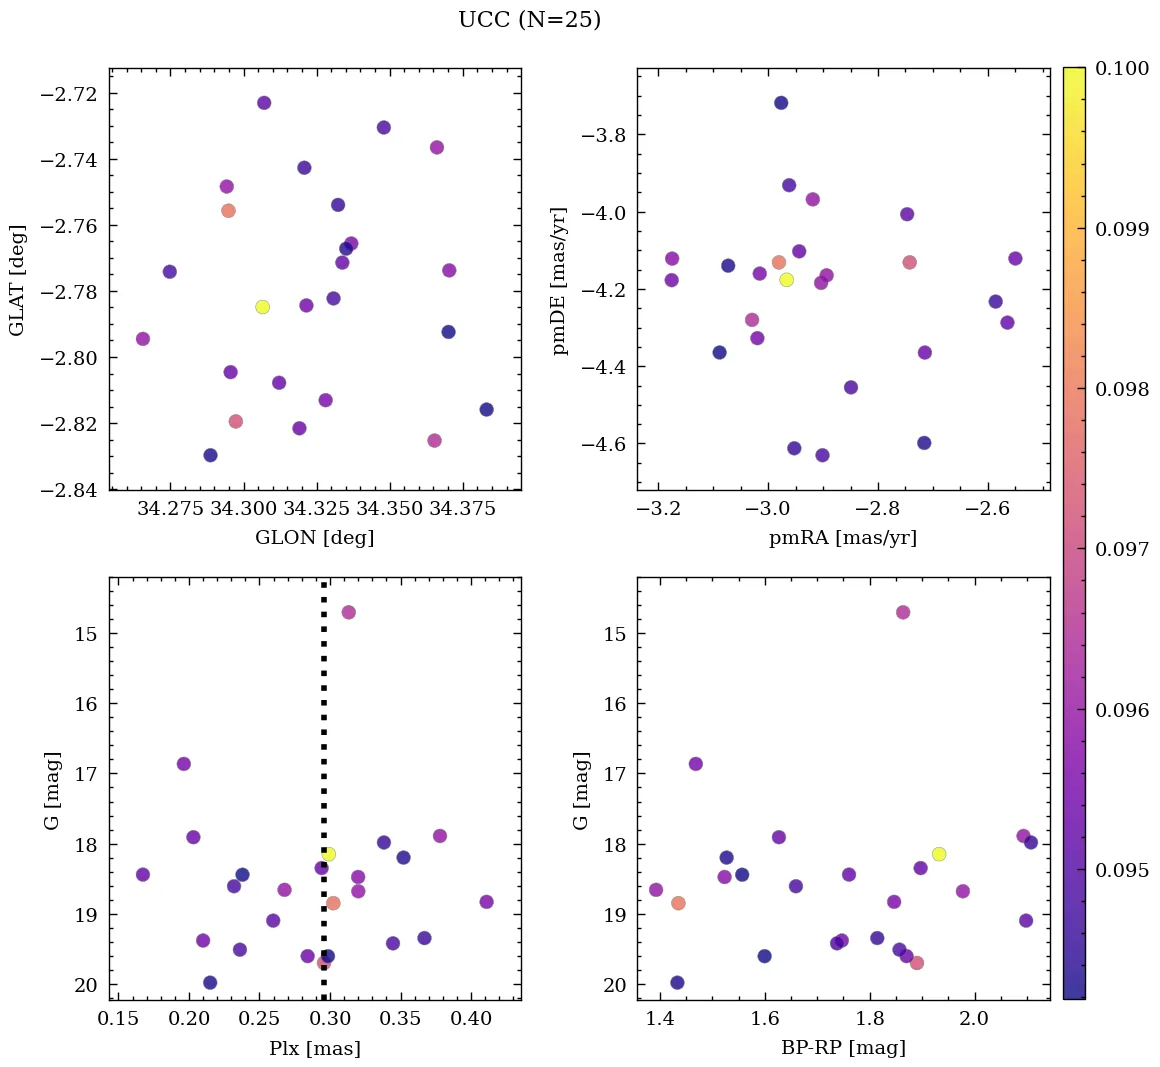 UCC (N=25)
−2.72
−2.74
−2.76
−2.78
−2.80
−2.82
−2.84
GLAT [deg]
34.275 34.300 34.325 34.350 34.375
GLON [deg]
−3.8
−4.0
−4.2
−4.4
−4.6
pmDE [mas/yr]
−3.2 −3.0 −2.8 −2.6
pmRA [mas/yr]
15
16
17
18
19
20
G [mag]
0.15 0.20 0.25 0.30 0.35 0.40
Plx [mas]
15
16
17
18
19
20
G [mag]
1.4 1.6 1.8 2.0
BP-RP [mag]
0.100
0.099
0.098
0.097
0.096
0.095